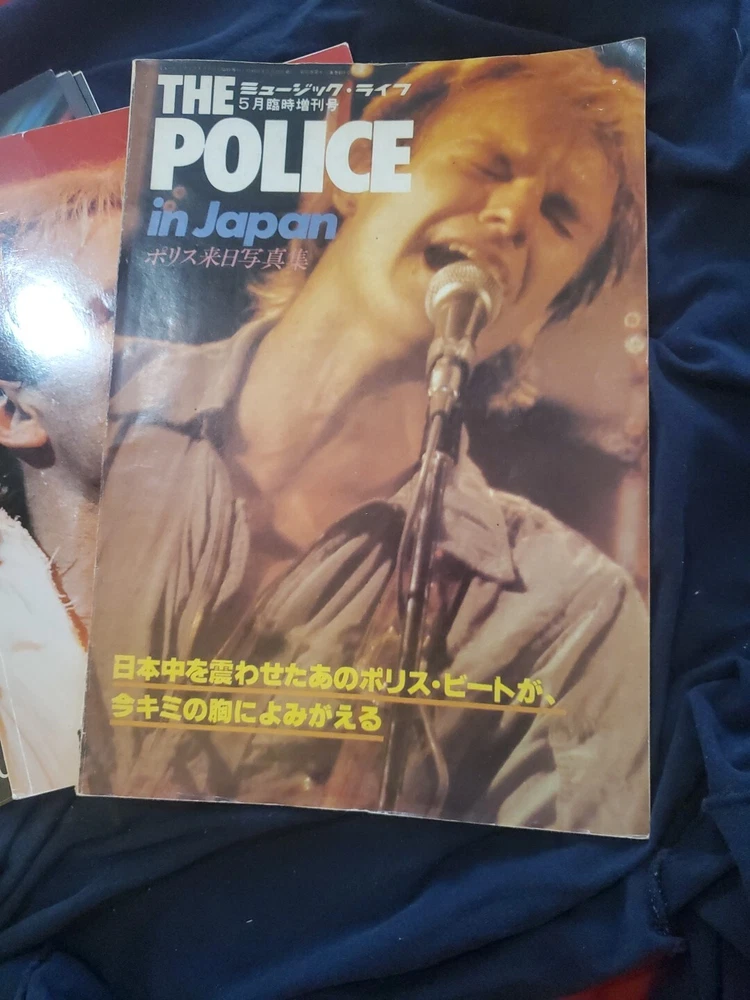 THE ミュージック・ライフ
5月臨時増刊号
POLICE
in Japan
ポリス来日写真集
日本中を震わせたあのポリス・ビートが、
今キミの胸によみがえる